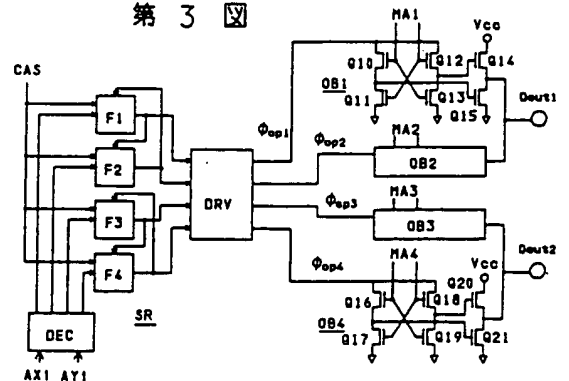 第 3 図
MA1
Vcc
CAS
Q10
Q12
Q14
F1
OB1
Q11
Q13
Q15
Dout1
φop1
φop2
MA2
F2
OB2
DRV
φop3
MA3
F3
OB3
Dout2
φop4
MA4
Vcc
Q20
F4
Q16
Q18
DEC
SR
OB4
Q17
Q19
Q21
AX1
AY1